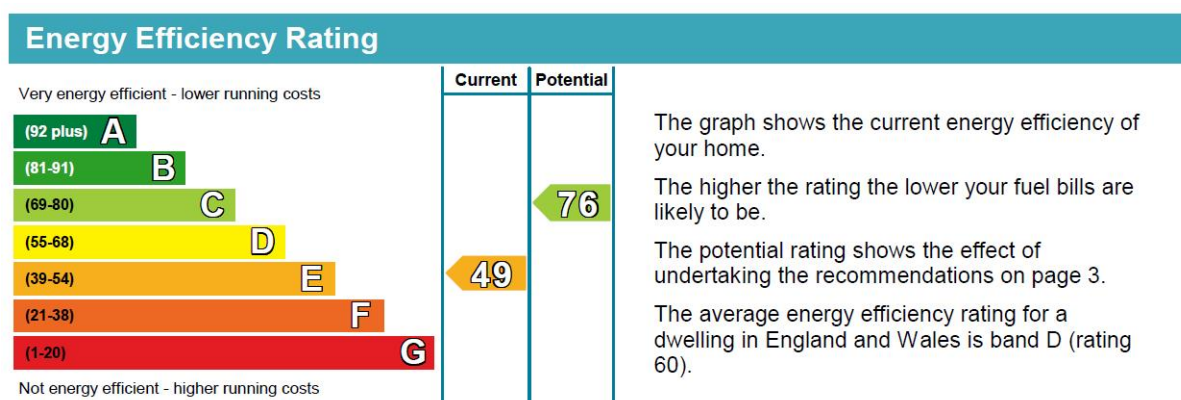 Energy Efficiency Rating
Current Potential
Very energy efficient - lower running costs
(92 plus) A
(81-91) B
(69-80) C
76
(55-68) D
(39-54) E
49
(21-38) F
(1-20) G
Not energy efficient - higher running costs
The graph shows the current energy efficiency of
your home.
The higher the rating the lower your fuel bills are
likely to be.
The potential rating shows the effect of
undertaking the recommendations on page 3.
The average energy efficiency rating for a
dwelling in England and Wales is band D (rating
60).